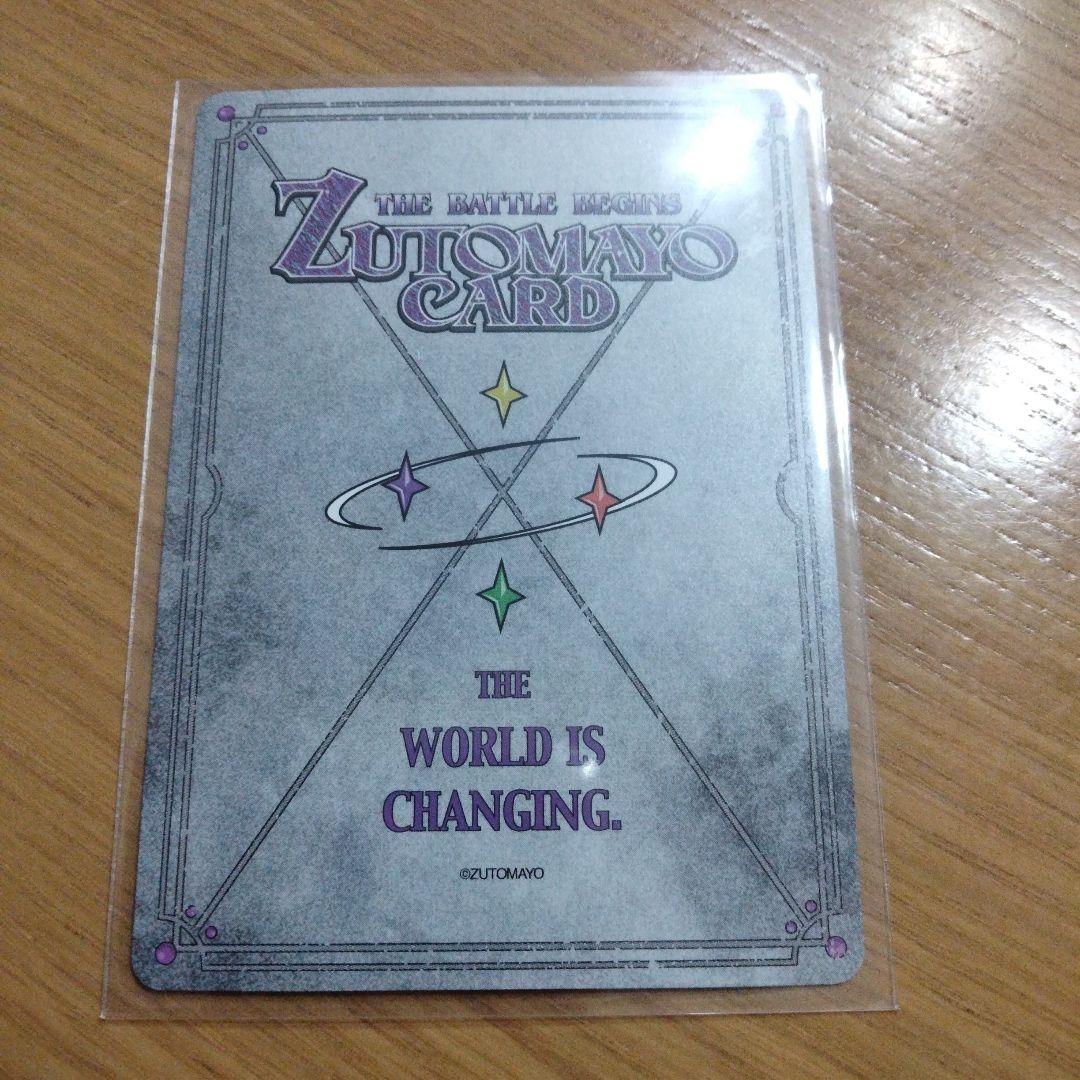 THE BATTLE BEGINS
ZUTOMAYO
CARD
THE
WORLD IS
CHANGING.
©ZUTOMAYO